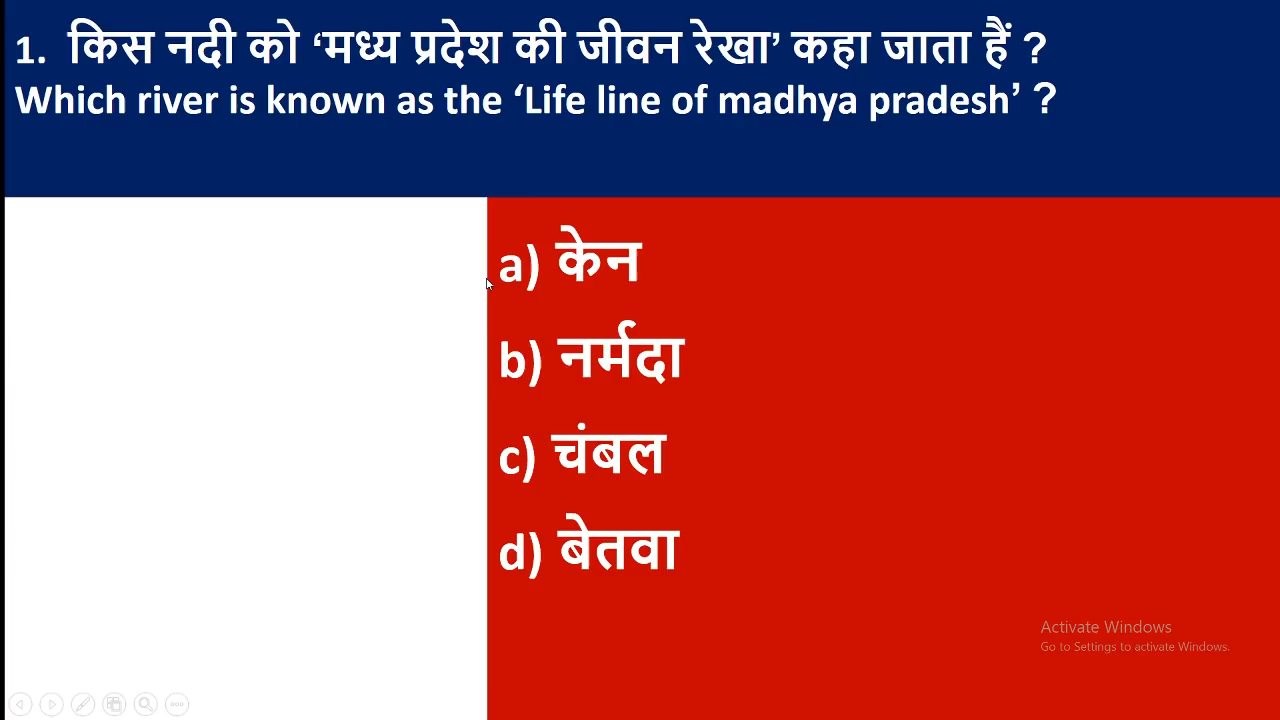 1. किस नदी को ‘मध्य प्रदेश की जीवन रेखा’ कहा जाता हैं ?
Which river is known as the ‘Life line of madhya pradesh’ ?
a) केन
b) नर्मदा
c) चंबल
d) बेतवा
Activate Windows
Go to Settings to activate Windows.